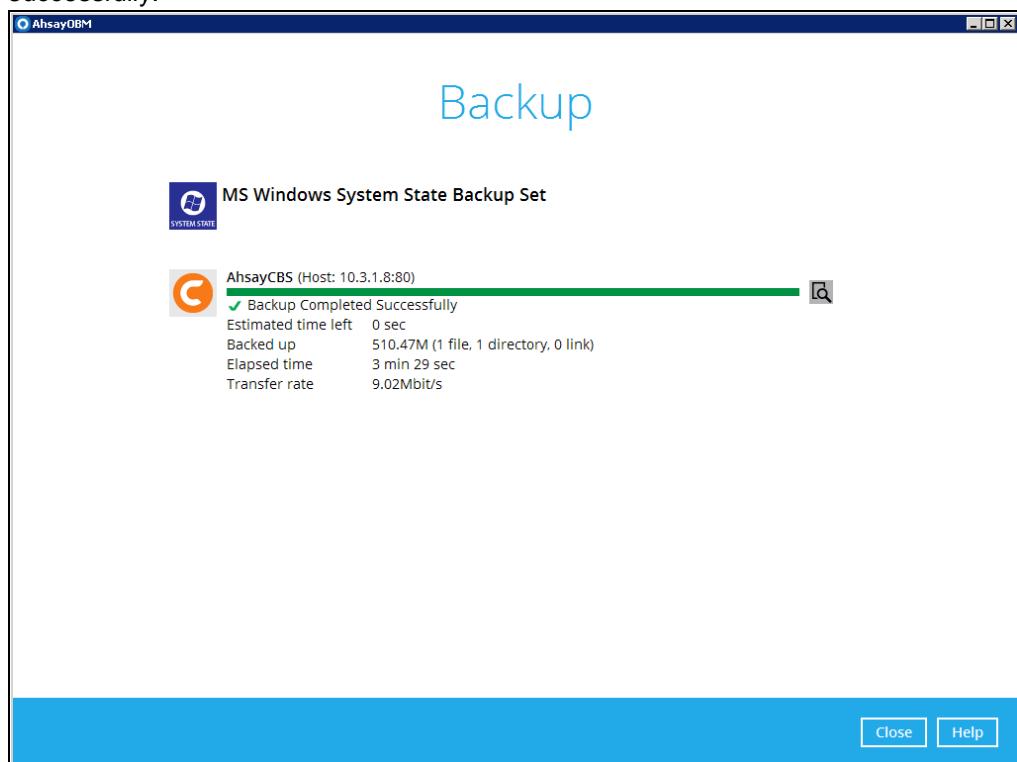 AhsayOBM
Backup
MS Windows System State Backup Set
SYSTEM STATE
AhsayCBS (Host: 10.3.1.8:80)
Backup Completed Successfully
Estimated time left 0 sec
Backed up 510.47M (1 file, 1 directory, 0 link)
Elapsed time 3 min 29 sec
Transfer rate 9.02Mbit/s
Close Help